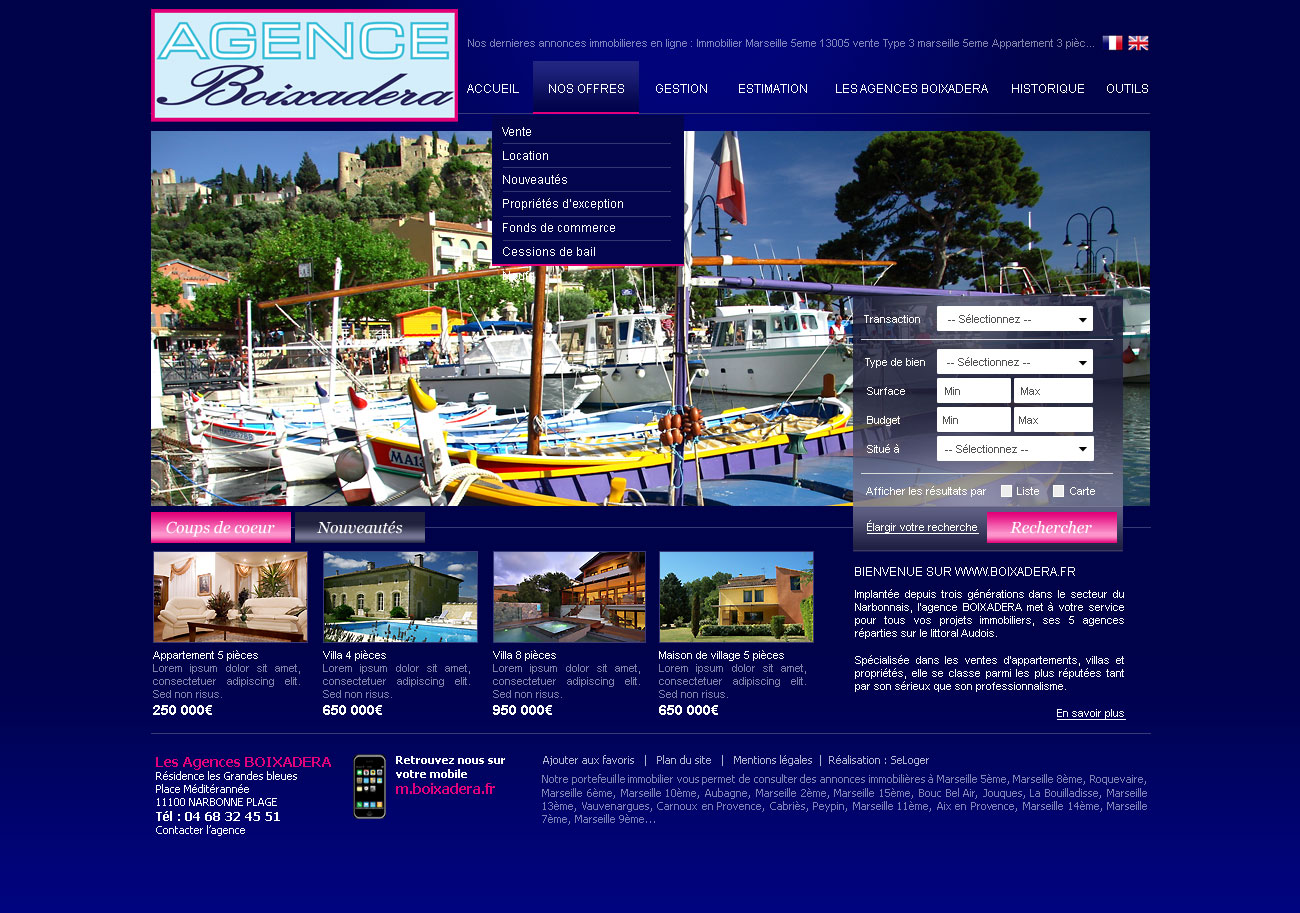 AGENCE
Boixadera
Nos dernieres annonces immobilieres en ligne : Immobilier Marseille 5eme 13005 vente Type 3 marseille 5eme Appartement 3 pièc...
ACCUEIL NOS OFFRES GESTION ESTIMATION LES AGENCES BOIXADERA HISTORIQUE OUTILS
Vente
Location
Nouveautés
Propriétés d'exception
Fonds de commerce
Cessions de bail
Transaction -- Sélectionnez --
Type de bien -- Sélectionnez --
Surface Min Max
Budget Min Max
Situé à -- Sélectionnez --
Afficher les résultats par Liste Carte
Élargir votre recherche Rechercher
MA13
Coups de coeur Nouveautés
Appartement 5 pièces
Lorem ipsum dolor sit amet,
consectetuer adipiscing elit.
Sed non risus.
250 000€
Villa 4 pièces
Lorem ipsum dolor sit amet,
consectetuer adipiscing elit.
Sed non risus.
650 000€
Villa 8 pièces
Lorem ipsum dolor sit amet,
consectetuer adipiscing elit.
Sed non risus.
950 000€
Maison de village 5 pièces
Lorem ipsum dolor sit amet,
consectetuer adipiscing elit.
Sed non risus.
650 000€
BIENVENUE SUR WWW.BOIXADERA.FR
Implantée depuis trois générations dans le secteur du
Narbonnais, l'agence BOIXADERA met à votre service
pour tous vos projets immobiliers, ses 5 agences
réparties sur le littoral Audois.
Spécialisée dans les ventes d'appartements, villas et
propriétés, elle se classe parmi les plus réputées tant
par son sérieux que son professionnalisme.
En savoir plus
Les Agences BOIXADERA
Résidence les Grandes bleues
Place Méditérannée
11100 NARBONNE PLAGE
Tél : 04 68 32 45 51
Contacter l'agence
Retrouvez nous sur
votre mobile
m.boixadera.fr
Ajouter aux favoris | Plan du site | Mentions légales | Réalisation : SeLoger
Notre portefeuille immobilier vous permet de consulter des annonces immobilières à Marseille 5ème, Marseille 8ème, Roquevaire,
Marseille 6ème, Marseille 10ème, Aubagne, Marseille 2ème, Marseille 15ème, Bouc Bel Air, Jouques, La Bouilladisse, Marseille
13ème, Vauvenargues, Carnoux en Provence, Cabriès, Peypin, Marseille 11ème, Aix en Provence, Marseille 14ème, Marseille
7ème, Marseille 9ème...